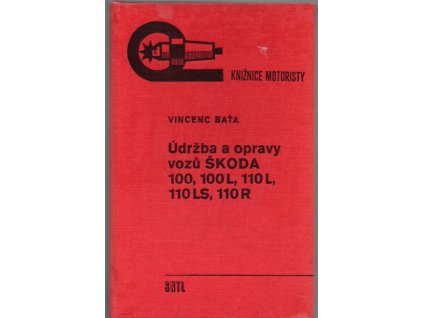 KNIŽNICE MOTORISTY
VINCENC BAŤA
Údržba a opravy
vozů ŠKODA
100, 100 L, 110 L,
110 LS, 110 R
SNTL